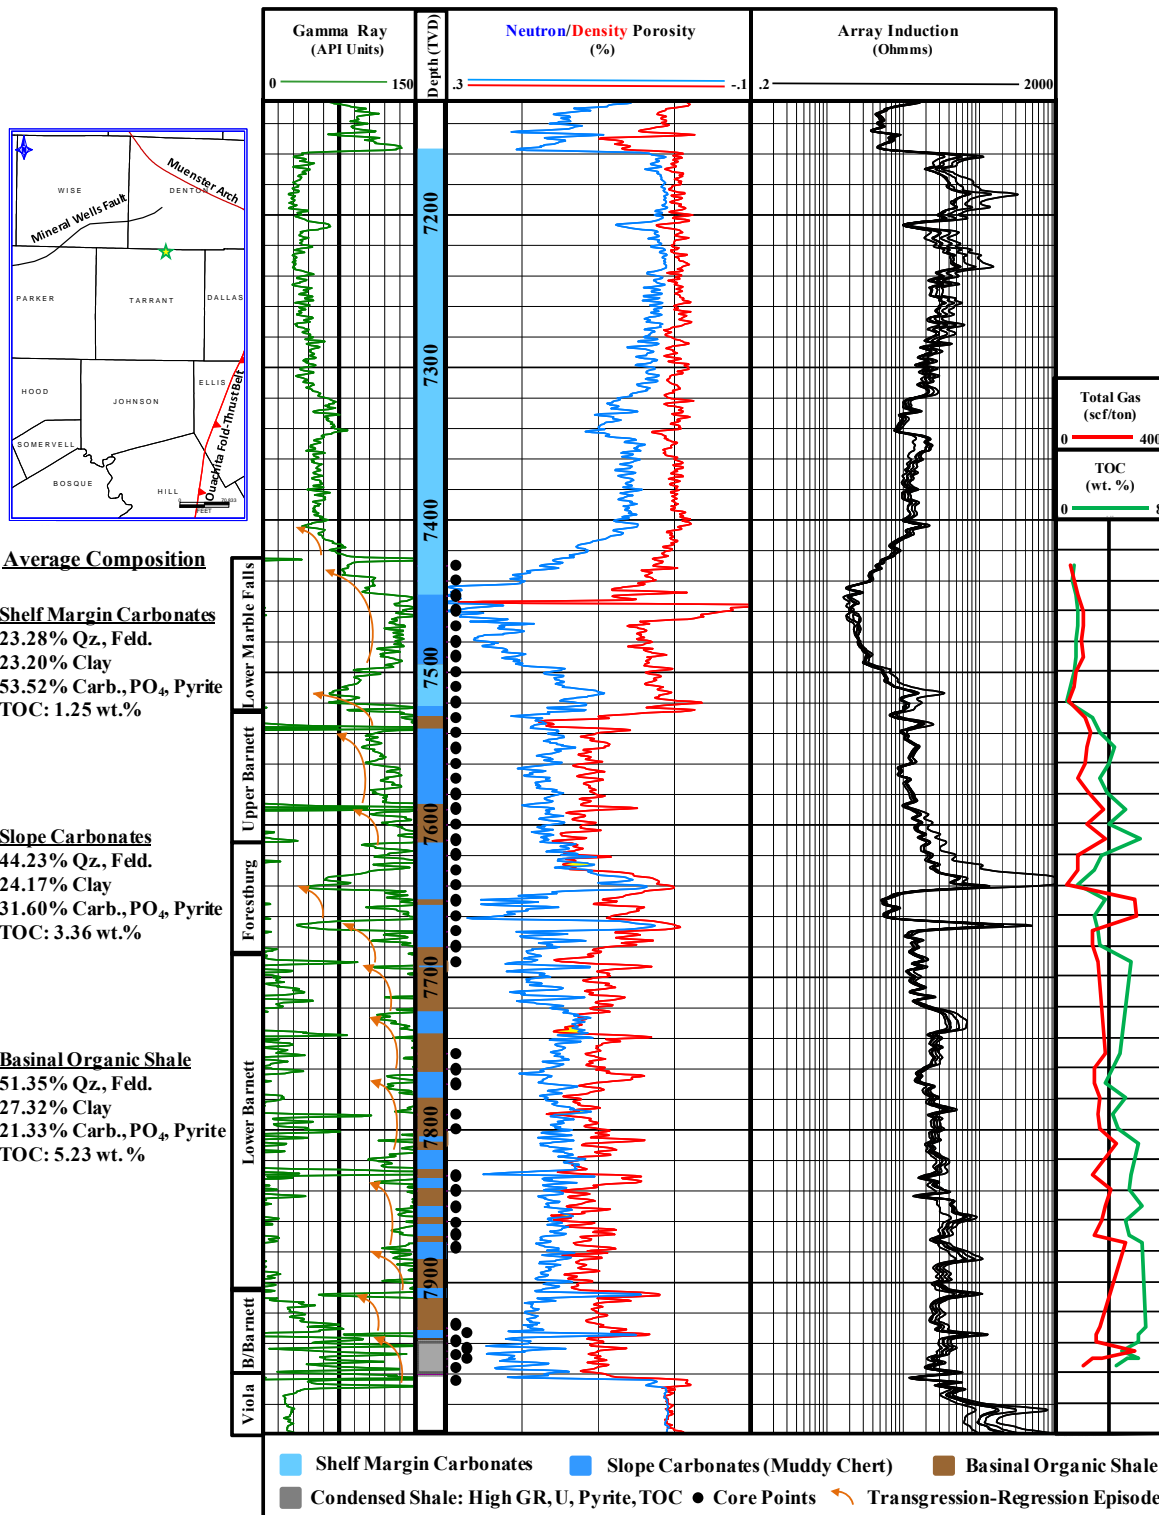 Gamma Ray
(API Units)
0
150
Depth (TVD)
Neutron/Density Porosity
(%)
.3
-.1
Array Induction
(Ohmms)
.2
2000
WISE
DENTON
Muenster Arch
Mineral Wells Fault
PARKER
TARRANT
DALLAS
HOOD
JOHNSON
ELLIS
SOMERVELL
BOSQUE
HILL
Ouachita Fold-Thrust Belt
FEET
Total Gas
(scf/ton)
0
400
TOC
(wt. %)
0
8
7200
7300
7400
7500
7600
7700
7800
7900
Average Composition
Shelf Margin Carbonates
23.28% Qz., Feld.
23.20% Clay
53.52% Carb., PO4, Pyrite
TOC: 1.25 wt.%
Slope Carbonates
44.23% Qz., Feld.
24.17% Clay
31.60% Carb., PO4, Pyrite
TOC: 3.36 wt.%
Basinal Organic Shale
51.35% Qz., Feld.
27.32% Clay
21.33% Carb., PO4, Pyrite
TOC: 5.23 wt.%
Lower Marble Falls
Upper Barnett
Forestburg
Lower Barnett
B/Barnett
Viola
Shelf Margin Carbonates
Slope Carbonates (Muddy Chert)
Basinal Organic Shale
Condensed Shale: High GR, U, Pyrite, TOC
Core Points
Transgression-Regression Episode